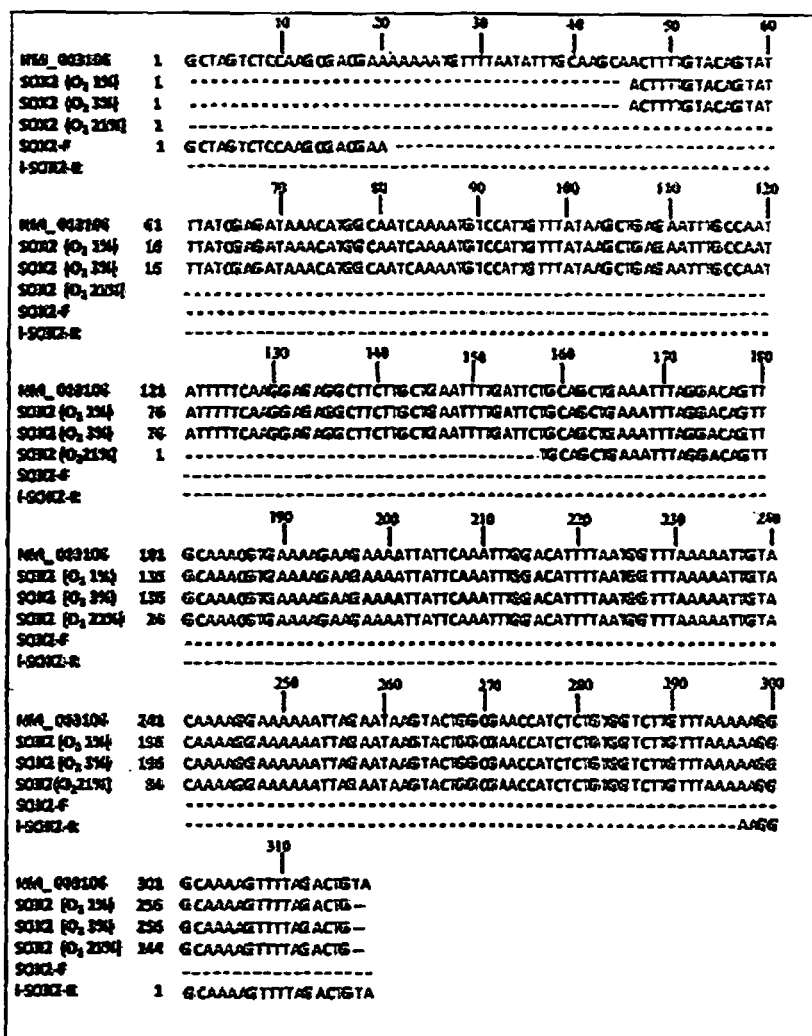 10 20 30 40 50 60
NM_003106 1 GCTAGTCTCCAAGCGACGAAAAAAATGTTTTAATATTTGCAAGCAACTTTTGTACAGTAT
SOX2 (O₂ 1%) 1 ---------------------------------------------ACTTTTGTACAGTAT
SOX2 (O₂ 3%) 1 ---------------------------------------------ACTTTTGTACAGTAT
SOX2 (O₂ 21%) 1 ------------------------------------------------------------
SOX2-F 1 GCTAGTCTCCAAGCGACGAA----------------------------------------
i-SOX2-R ------------------------------------------------------------
70 80 90 100 110 120
NM_003106 61 TTATCGAGATAAACATGGCAATCAAAATGTCCATTGTTTATAAGCTGAGAATTTGCCAAT
SOX2 (O₂ 1%) 16 TTATCGAGATAAACATGGCAATCAAAATGTCCATTGTTTATAAGCTGAGAATTTGCCAAT
SOX2 (O₂ 3%) 16 TTATCGAGATAAACATGGCAATCAAAATGTCCATTGTTTATAAGCTGAGAATTTGCCAAT
SOX2 (O₂ 21%) ------------------------------------------------------------
SOX2-F ------------------------------------------------------------
i-SOX2-R ------------------------------------------------------------
130 140 150 160 170 180
NM_003106 121 ATTTTTCAAGGAGAGGCTTCTTGCTGAATTTTGATTCTGCAGCTGAAATTTAGGACAGTT
SOX2 (O₂ 1%) 76 ATTTTTCAAGGAGAGGCTTCTTGCTGAATTTTGATTCTGCAGCTGAAATTTAGGACAGTT
SOX2 (O₂ 3%) 76 ATTTTTCAAGGAGAGGCTTCTTGCTGAATTTTGATTCTGCAGCTGAAATTTAGGACAGTT
SOX2 (O₂ 21%) 1 -------------------------------------TGCAGCTGAAATTTAGGACAGTT
SOX2-F ------------------------------------------------------------
i-SOX2-R ------------------------------------------------------------
190 200 210 220 230 240
NM_003106 181 GCAAACGTGAAAAGAAGAAAATTATTCAAATTTGGACATTTTAATGGTTTAAAAATTGTA
SOX2 (O₂ 1%) 136 GCAAACGTGAAAAGAAGAAAATTATTCAAATTTGGACATTTTAATGGTTTAAAAATTGTA
SOX2 (O₂ 3%) 136 GCAAACGTGAAAAGAAGAAAATTATTCAAATTTGGACATTTTAATGGTTTAAAAATTGTA
SOX2 (O₂ 21%) 24 GCAAACGTGAAAAGAAGAAAATTATTCAAATTTGGACATTTTAATGGTTTAAAAATTGTA
SOX2-F ------------------------------------------------------------
i-SOX2-R ------------------------------------------------------------
250 260 270 280 290 300
NM_003106 241 CAAAAGGAAAAAATTAGAATAAGTACTGGCGAACCATCTCTGTGGTCTTGTTTAAAAAGG
SOX2 (O₂ 1%) 196 CAAAAGGAAAAAATTAGAATAAGTACTGGCGAACCATCTCTGTGGTCTTGTTTAAAAAGG
SOX2 (O₂ 3%) 196 CAAAAGGAAAAAATTAGAATAAGTACTGGCGAACCATCTCTGTGGTCTTGTTTAAAAAGG
SOX2 (O₂ 21%) 84 CAAAAGGAAAAAATTAGAATAAGTACTGGCGAACCATCTCTGTGGTCTTGTTTAAAAAGG
SOX2-F ------------------------------------------------------------
i-SOX2-R --------------------------------------------------------AAGG
310
NM_003106 301 GCAAAAGTTTTAGACTGTA
SOX2 (O₂ 1%) 256 GCAAAAGTTTTAGACTG--
SOX2 (O₂ 3%) 256 GCAAAAGTTTTAGACTG--
SOX2 (O₂ 21%) 144 GCAAAAGTTTTAGACTG--
SOX2-F -------------------
i-SOX2-R 1 GCAAAAGTTTTAGACTGTA